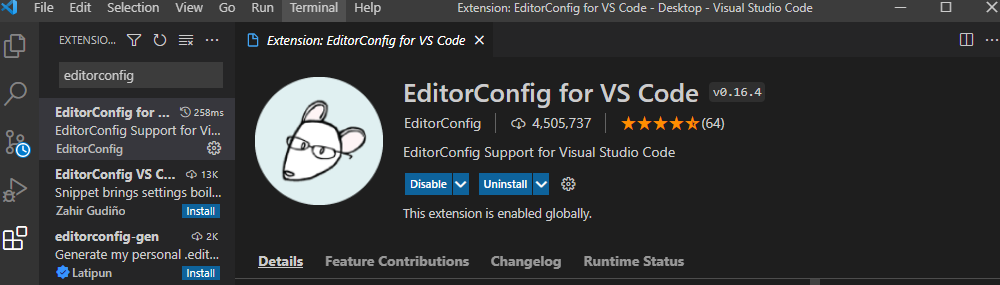 File Edit Selection View Go Run Terminal Help Extension: EditorConfig for VS Code - Desktop - Visual Studio Code
EXTENSIO... Extension: EditorConfig for VS Code
editorconfig
EditorConfig for ... 258ms
EditorConfig Support for Vi...
EditorConfig
EditorConfig VS C... 13K
Snippet brings settings boil...
Zahir Gudiño Install
editorconfig-gen 2K
Generate my personal .edit...
Latipun Install
EditorConfig for VS Code v0.16.4
EditorConfig 4,505,737 (64)
EditorConfig Support for Visual Studio Code
Disable Uninstall
This extension is enabled globally.
Details Feature Contributions Changelog Runtime Status